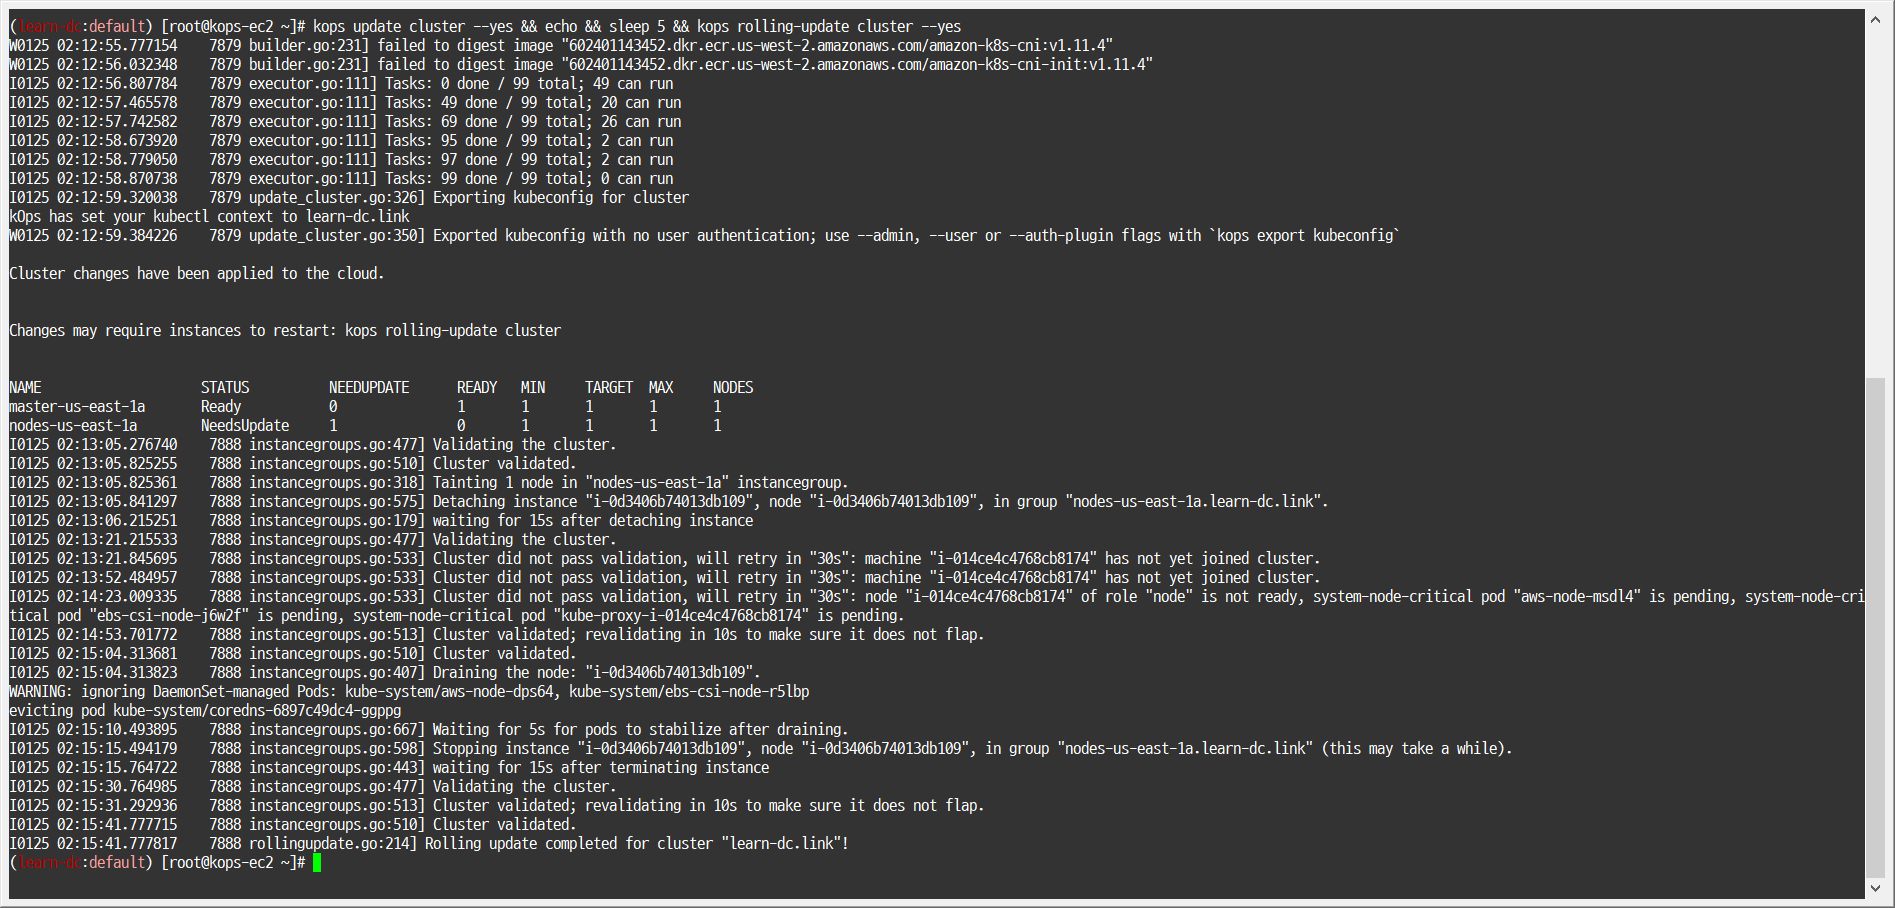 (learn-dc:default) [root@kops-ec2 ~]# kops update cluster --yes && echo && sleep 5 && kops rolling-update cluster --yes
W0125 02:12:55.777154    7879 builder.go:231] failed to digest image "602401143452.dkr.ecr.us-west-2.amazonaws.com/amazon-k8s-cni:v1.11.4"
W0125 02:12:56.032348    7879 builder.go:231] failed to digest image "602401143452.dkr.ecr.us-west-2.amazonaws.com/amazon-k8s-cni-init:v1.11.4"
I0125 02:12:56.807784    7879 executor.go:111] Tasks: 0 done / 99 total; 49 can run
I0125 02:12:57.465578    7879 executor.go:111] Tasks: 49 done / 99 total; 20 can run
I0125 02:12:57.742582    7879 executor.go:111] Tasks: 69 done / 99 total; 26 can run
I0125 02:12:58.673920    7879 executor.go:111] Tasks: 95 done / 99 total; 2 can run
I0125 02:12:58.779050    7879 executor.go:111] Tasks: 97 done / 99 total; 2 can run
I0125 02:12:58.870738    7879 executor.go:111] Tasks: 99 done / 99 total; 0 can run
I0125 02:12:59.320038    7879 update_cluster.go:326] Exporting kubeconfig for cluster
kOps has set your kubectl context to learn-dc.link
W0125 02:12:59.384226    7879 update_cluster.go:350] Exported kubeconfig with no user authentication; use --admin, --user or --auth-plugin flags with `kops export kubeconfig`
Cluster changes have been applied to the cloud.
Changes may require instances to restart: kops rolling-update cluster
NAME                    STATUS          NEEDUPDATE      READY   MIN     TARGET  MAX     NODES
master-us-east-1a       Ready           0               1       1       1       1       1
nodes-us-east-1a        NeedsUpdate     1               0       1       1       1       1
I0125 02:13:05.276740    7888 instancegroups.go:477] Validating the cluster.
I0125 02:13:05.825255    7888 instancegroups.go:510] Cluster validated.
I0125 02:13:05.825361    7888 instancegroups.go:318] Tainting 1 node in "nodes-us-east-1a" instancegroup.
I0125 02:13:05.841297    7888 instancegroups.go:575] Detaching instance "i-0d3406b74013db109", node "i-0d3406b74013db109", in group "nodes-us-east-1a.learn-dc.link".
I0125 02:13:06.215251    7888 instancegroups.go:179] waiting for 15s after detaching instance
I0125 02:13:21.215533    7888 instancegroups.go:477] Validating the cluster.
I0125 02:13:21.845695    7888 instancegroups.go:533] Cluster did not pass validation, will retry in "30s": machine "i-014ce4c4768cb8174" has not yet joined cluster.
I0125 02:13:52.484957    7888 instancegroups.go:533] Cluster did not pass validation, will retry in "30s": machine "i-014ce4c4768cb8174" has not yet joined cluster.
I0125 02:14:23.009335    7888 instancegroups.go:533] Cluster did not pass validation, will retry in "30s": node "i-014ce4c4768cb8174" of role "node" is not ready, system-node-critical pod "aws-node-msdl4" is pending, system-node-cri
tical pod "ebs-csi-node-j6w2f" is pending, system-node-critical pod "kube-proxy-i-014ce4c4768cb8174" is pending.
I0125 02:14:53.701772    7888 instancegroups.go:513] Cluster validated; revalidating in 10s to make sure it does not flap.
I0125 02:15:04.313681    7888 instancegroups.go:510] Cluster validated.
I0125 02:15:04.313823    7888 instancegroups.go:407] Draining the node: "i-0d3406b74013db109".
WARNING: ignoring DaemonSet-managed Pods: kube-system/aws-node-dps64, kube-system/ebs-csi-node-r5lbp
evicting pod kube-system/coredns-6897c49dc4-ggppg
I0125 02:15:10.493895    7888 instancegroups.go:667] Waiting for 5s for pods to stabilize after draining.
I0125 02:15:15.494179    7888 instancegroups.go:598] Stopping instance "i-0d3406b74013db109", node "i-0d3406b74013db109", in group "nodes-us-east-1a.learn-dc.link" (this may take a while).
I0125 02:15:15.764722    7888 instancegroups.go:443] waiting for 15s after terminating instance
I0125 02:15:30.764985    7888 instancegroups.go:477] Validating the cluster.
I0125 02:15:31.292936    7888 instancegroups.go:513] Cluster validated; revalidating in 10s to make sure it does not flap.
I0125 02:15:41.777715    7888 instancegroups.go:510] Cluster validated.
I0125 02:15:41.777817    7888 rollingupdate.go:214] Rolling update completed for cluster "learn-dc.link"!
(learn-dc:default) [root@kops-ec2 ~]#